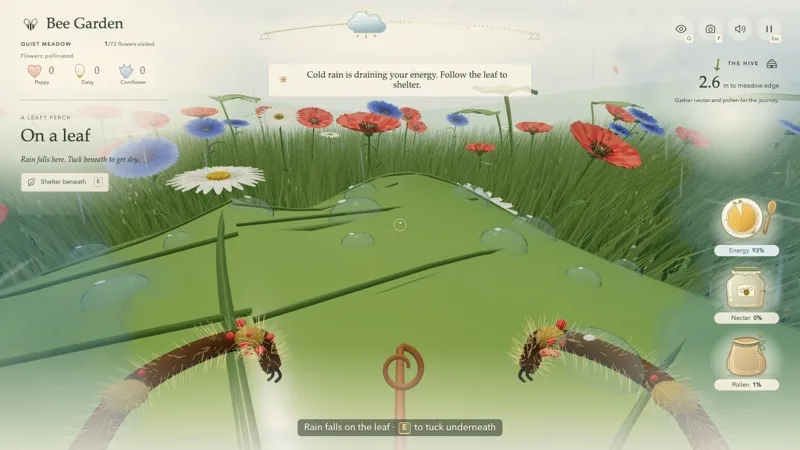 Bee Garden
QUIET MEADOW 1/72 flowers visited
Flowers pollinated
0 0 0
Poppy Daisy Cornflower
A LEAFY PERCH
On a leaf
Rain falls here. Tuck beneath to get dry.
Shelter beneath E
Cold rain is draining your energy. Follow the leaf to
shelter.
Q P Esc
THE HIVE
2.6 m to meadow edge
Gather nectar and pollen for the journey.
Energy 93%
Nectar 0%
Pollen 1%
Rain falls on the leaf · E to tuck underneath